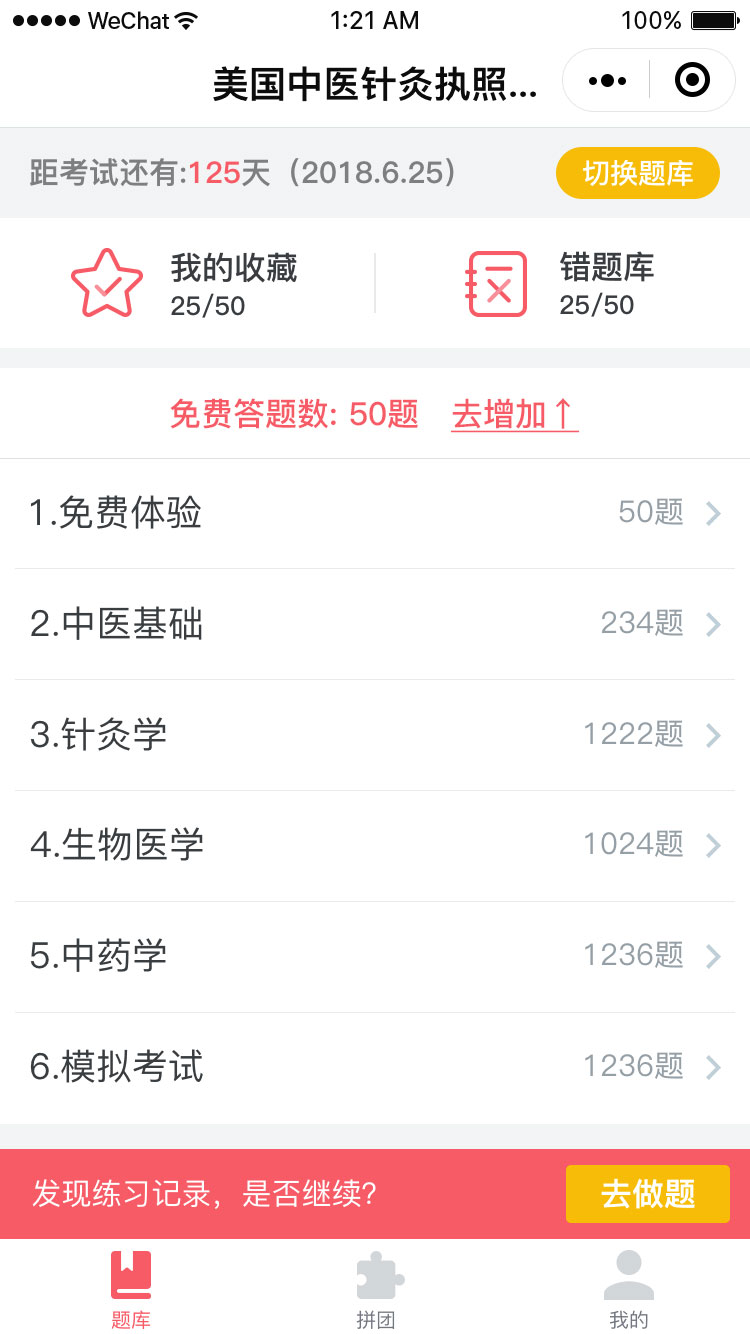 WeChat 1:21 AM 100%
美国中医针灸执照...
距考试还有:125天（2018.6.25） 切换题库
我的收藏 错题库
25/50 25/50
免费答题数: 50题 去增加↑
1.免费体验 50题
2.中医基础 234题
3.针灸学 1222题
4.生物医学 1024题
5.中药学 1236题
6.模拟考试 1236题
发现练习记录，是否继续? 去做题
题库 拼团 我的